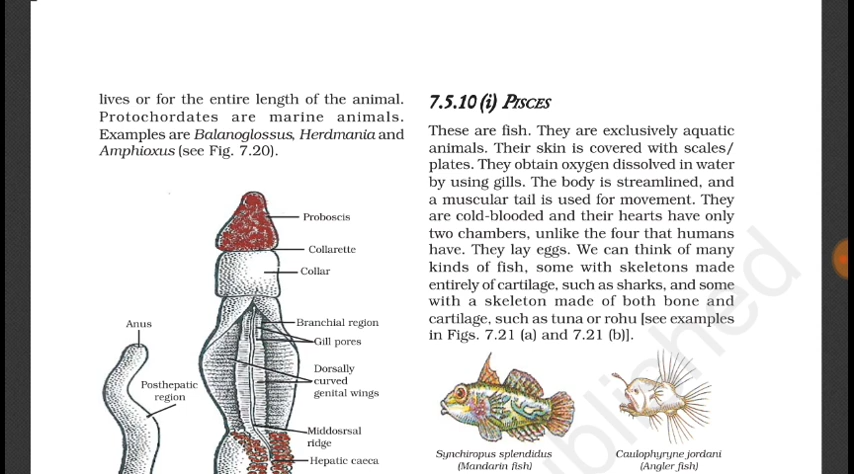 lives or for the entire length of the animal.
Protochordates are marine animals.
Examples are Balanoglossus, Herdmania and
Amphioxus (see Fig. 7.20).
Proboscis
Collarette
Collar
Branchial region
Gill pores
Dorsally
curved
genital wings
Middosrsal
ridge
Hepatic caeca
Anus
Posthepatic
region
7.5.10 (i) PISCES
These are fish. They are exclusively aquatic
animals. Their skin is covered with scales/
plates. They obtain oxygen dissolved in water
by using gills. The body is streamlined, and
a muscular tail is used for movement. They
are cold-blooded and their hearts have only
two chambers, unlike the four that humans
have. They lay eggs. We can think of many
kinds of fish, some with skeletons made
entirely of cartilage, such as sharks, and some
with a skeleton made of both bone and
cartilage, such as tuna or rohu [see examples
in Figs. 7.21 (a) and 7.21 (b)].
Synchiropus splendidus
(Mandarin fish)
Caulophyryne jordani
(Angler fish)